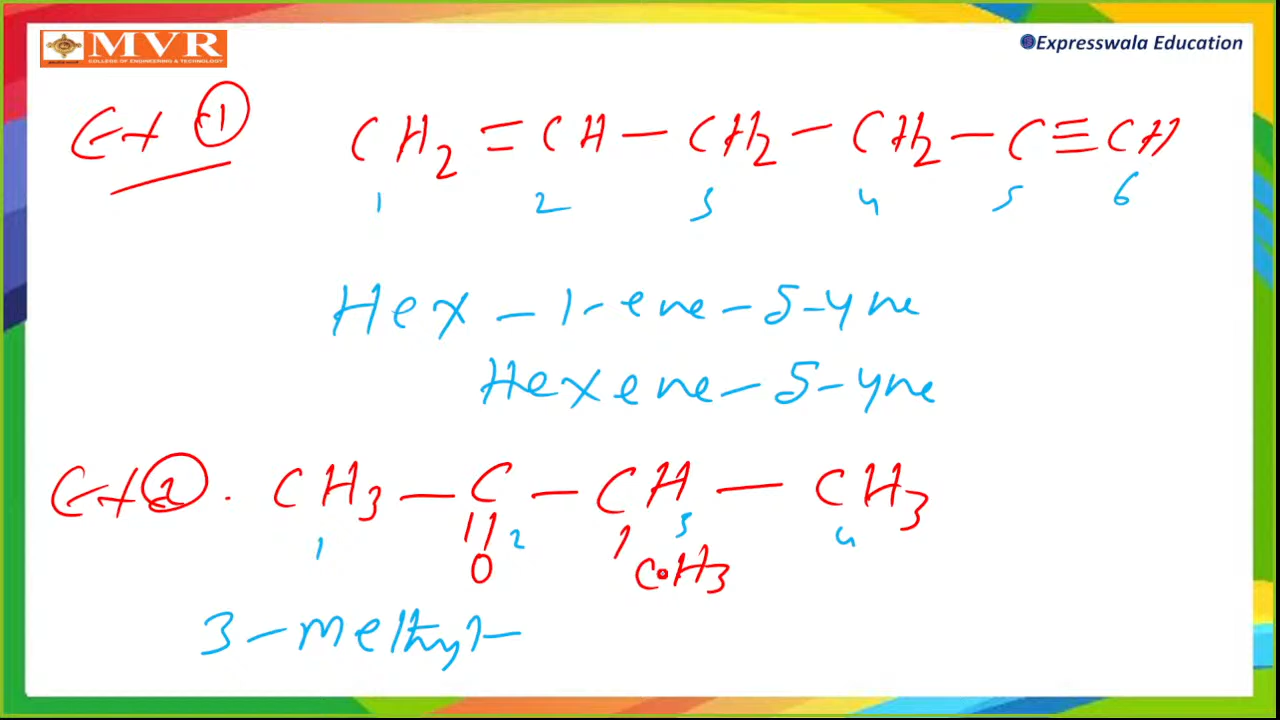 MVR
COLLEGE OF ENGINEERING & TECHNOLOGY
Expresswala Education
Ex 1 CH2 = CH - CH2 - CH2 - C ≡ CH
1 2 3 4 5 6
Hex - 1 - ene - 5 - yne
Hexene - 5 - yne
Ex 2. CH3 - C - CH - CH3
1 2 3 4
O CH3
3 - methyl -